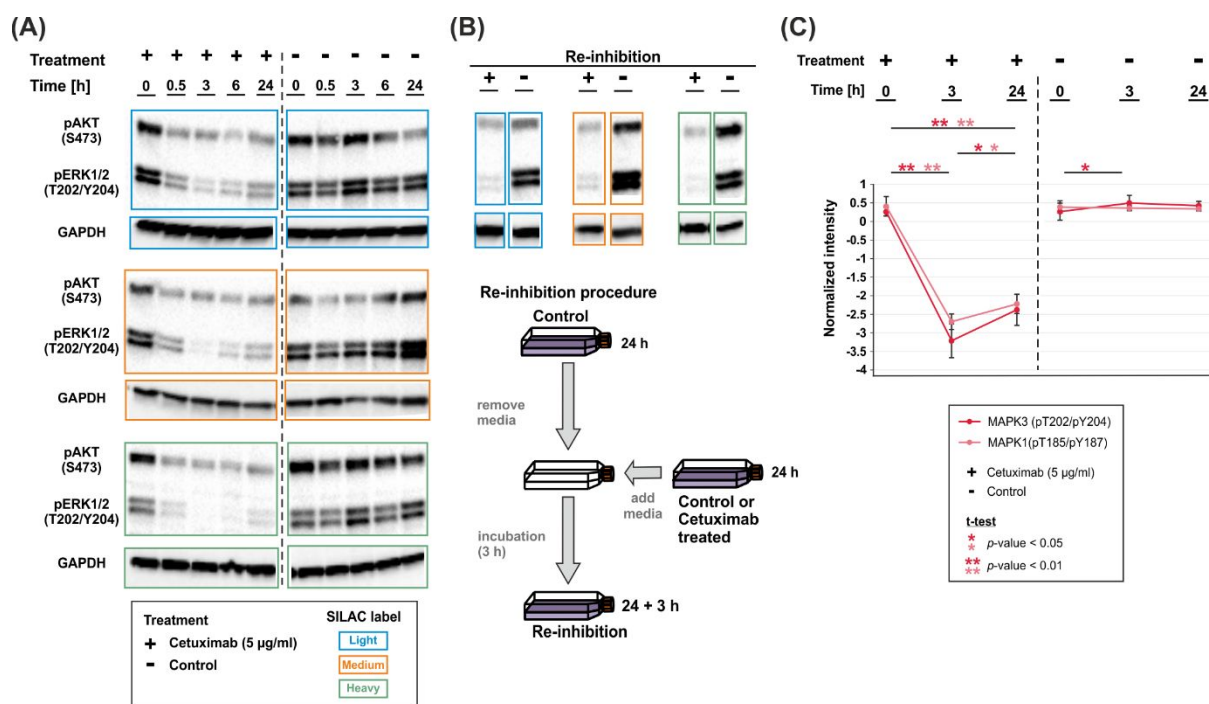 (A)
Treatment + + + + + - - - - -
Time [h] 0 0.5 3 6 24 0 0.5 3 6 24
pAKT
(S473)
pERK1/2
(T202/Y204)
GAPDH
pAKT
(S473)
pERK1/2
(T202/Y204)
GAPDH
pAKT
(S473)
pERK1/2
(T202/Y204)
GAPDH
Treatment
+ Cetuximab (5 µg/ml)
- Control
SILAC label
Light
Medium
Heavy
(B)
Re-inhibition
+ - + - + -
Re-inhibition procedure
Control
24 h
remove
media
24 h
add
media
Control or
Cetuximab
treated
incubation
(3 h)
24 + 3 h
Re-inhibition
(C)
Treatment + + + - - -
Time [h] 0 3 24 0 3 24
** **
* *
** **
*
Normalized intensity
0.5
0
-0.5
-1
-1.5
-2
-2.5
-3
-3.5
-4
MAPK3 (pT202/pY204)
MAPK1(pT185/pY187)
+ Cetuximab (5 µg/ml)
- Control
t-test
* * p-value < 0.05
** ** p-value < 0.01